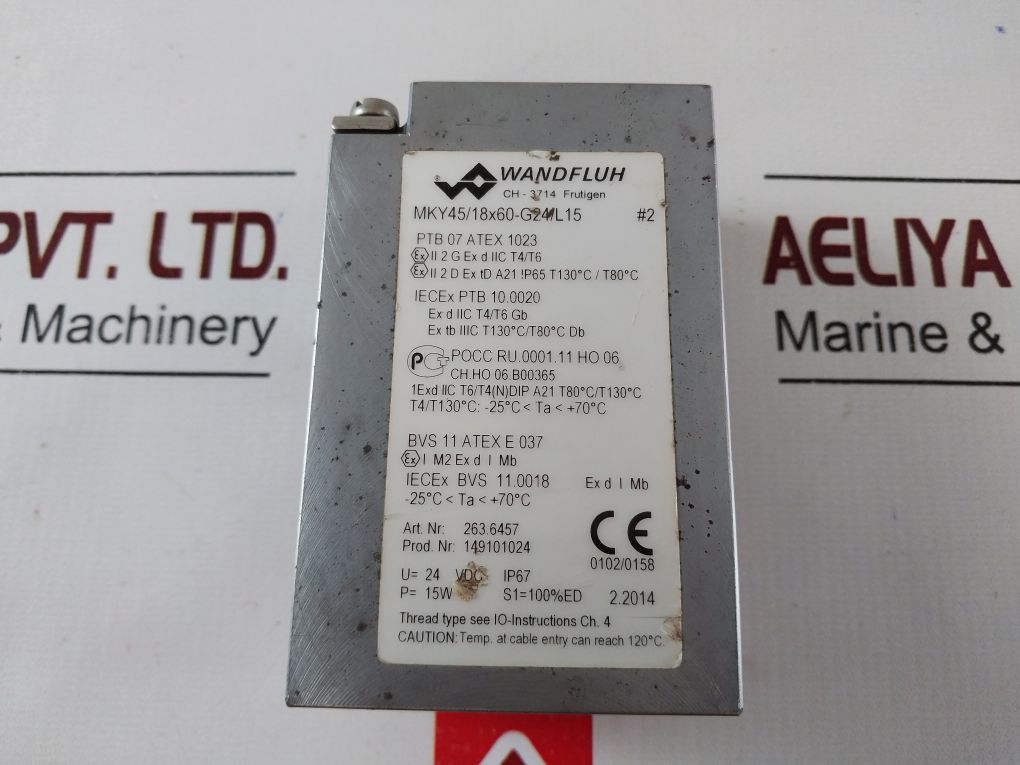 PVT. LTD.
& Machinery
AELIYA
Marine &
WANDFLUH
®
CH - 3714 Frutigen
MKY45/18x60-G24/L15 #2
PTB 07 ATEX 1023
Ex II 2 G Ex d IIC T4/T6
Ex II 2 D Ex tD A21 IP65 T130°C / T80°C
IECEx PTB 10.0020
Ex d IIC T4/T6 Gb
Ex tb IIIC T130°C/T80°C Db
РСТ РОСС RU.0001.11 НО 06
CH.HO 06.B00365
1Exd IIC T6/T4(N)DIP A21 T80°C/T130°C
T4/T130°C: -25°C < Ta < +70°C
BVS 11 ATEX E 037
Ex I M2 Ex d I Mb
IECEx BVS 11.0018 Ex d I Mb
-25°C < Ta < +70°C
Art. Nr: 263.6457
Prod. Nr: 149101024
CE
0102/0158
U= 24 VDC IP67
P= 15W S1=100%ED 2.2014
Thread type see IO-Instructions Ch. 4
CAUTION: Temp. at cable entry can reach 120°C.